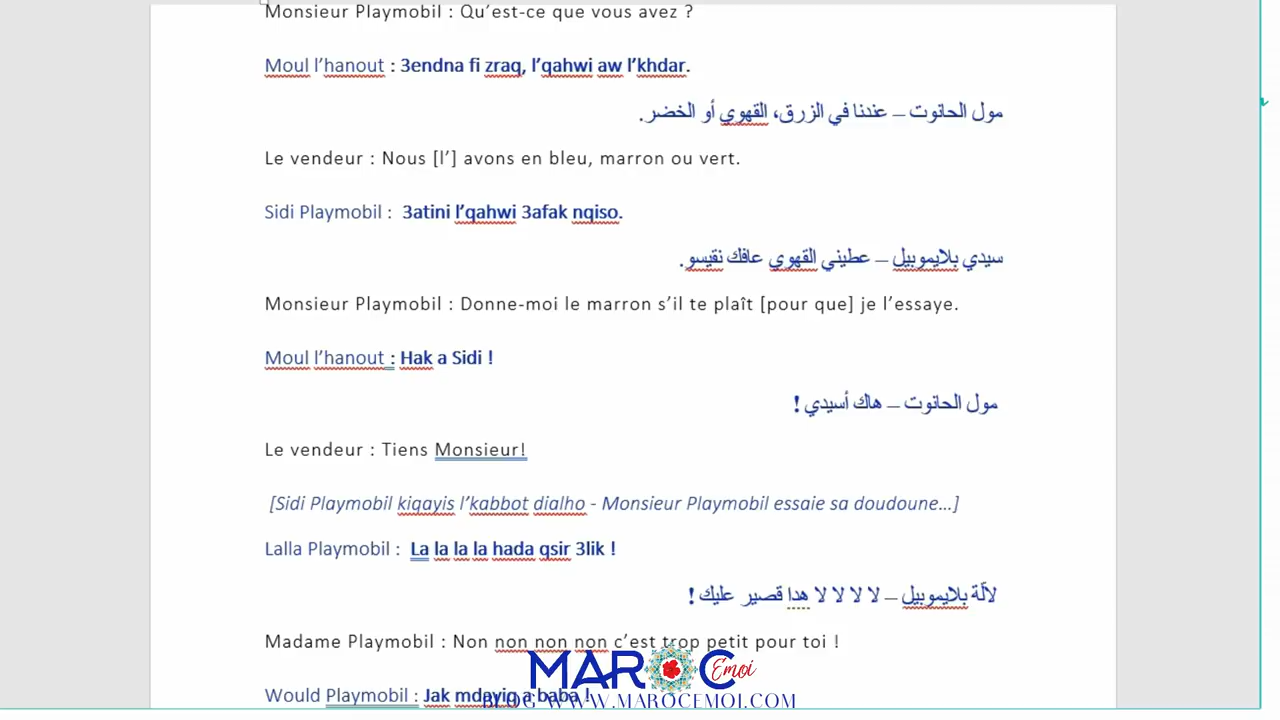 Monsieur Playmobil : Qu’est-ce que vous avez ?
Moul l’hanout : 3endna fi zraq, l’qahwi aw l’khdar.
مول الحانوت – عندنا في الزرق، القهوي أو الخضر.
Le vendeur : Nous [l’] avons en bleu, marron ou vert.
Sidi Playmobil : 3atini l’qahwi 3afak nqiso.
سيدي بلايموبيل – عطيني القهوي عافك نقيسو.
Monsieur Playmobil : Donne-moi le marron s’il te plaît [pour que] je l’essaye.
Moul l’hanout : Hak a Sidi !
مول الحانوت – هاك أسيدي !
Le vendeur : Tiens Monsieur!
[Sidi Playmobil kiqayis l’kabbot dialho - Monsieur Playmobil essaie sa doudoune…]
Lalla Playmobil : La la la la hada qsir 3lik !
لالّة بلايموبيل – لا لا لا لا هدا قصير عليك !
Madame Playmobil : Non non non non c’est trop petit pour toi !
Would Playmobil : Jak mdayiq a baba !
MAROC Emoi
BLOG WWW.MAROCEMOI.COM